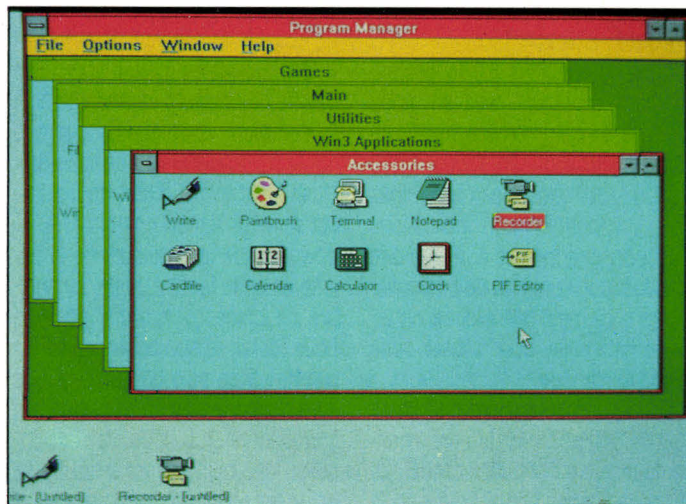 Program Manager
File Options Window Help
Games
Main
Utilities
Win3 Applications
Accessories
Write Paintbrush Terminal Notepad Recorder
Cardfile Calendar Calculator Clock PIF Editor
- [Untitled] Recorder - [untitled]